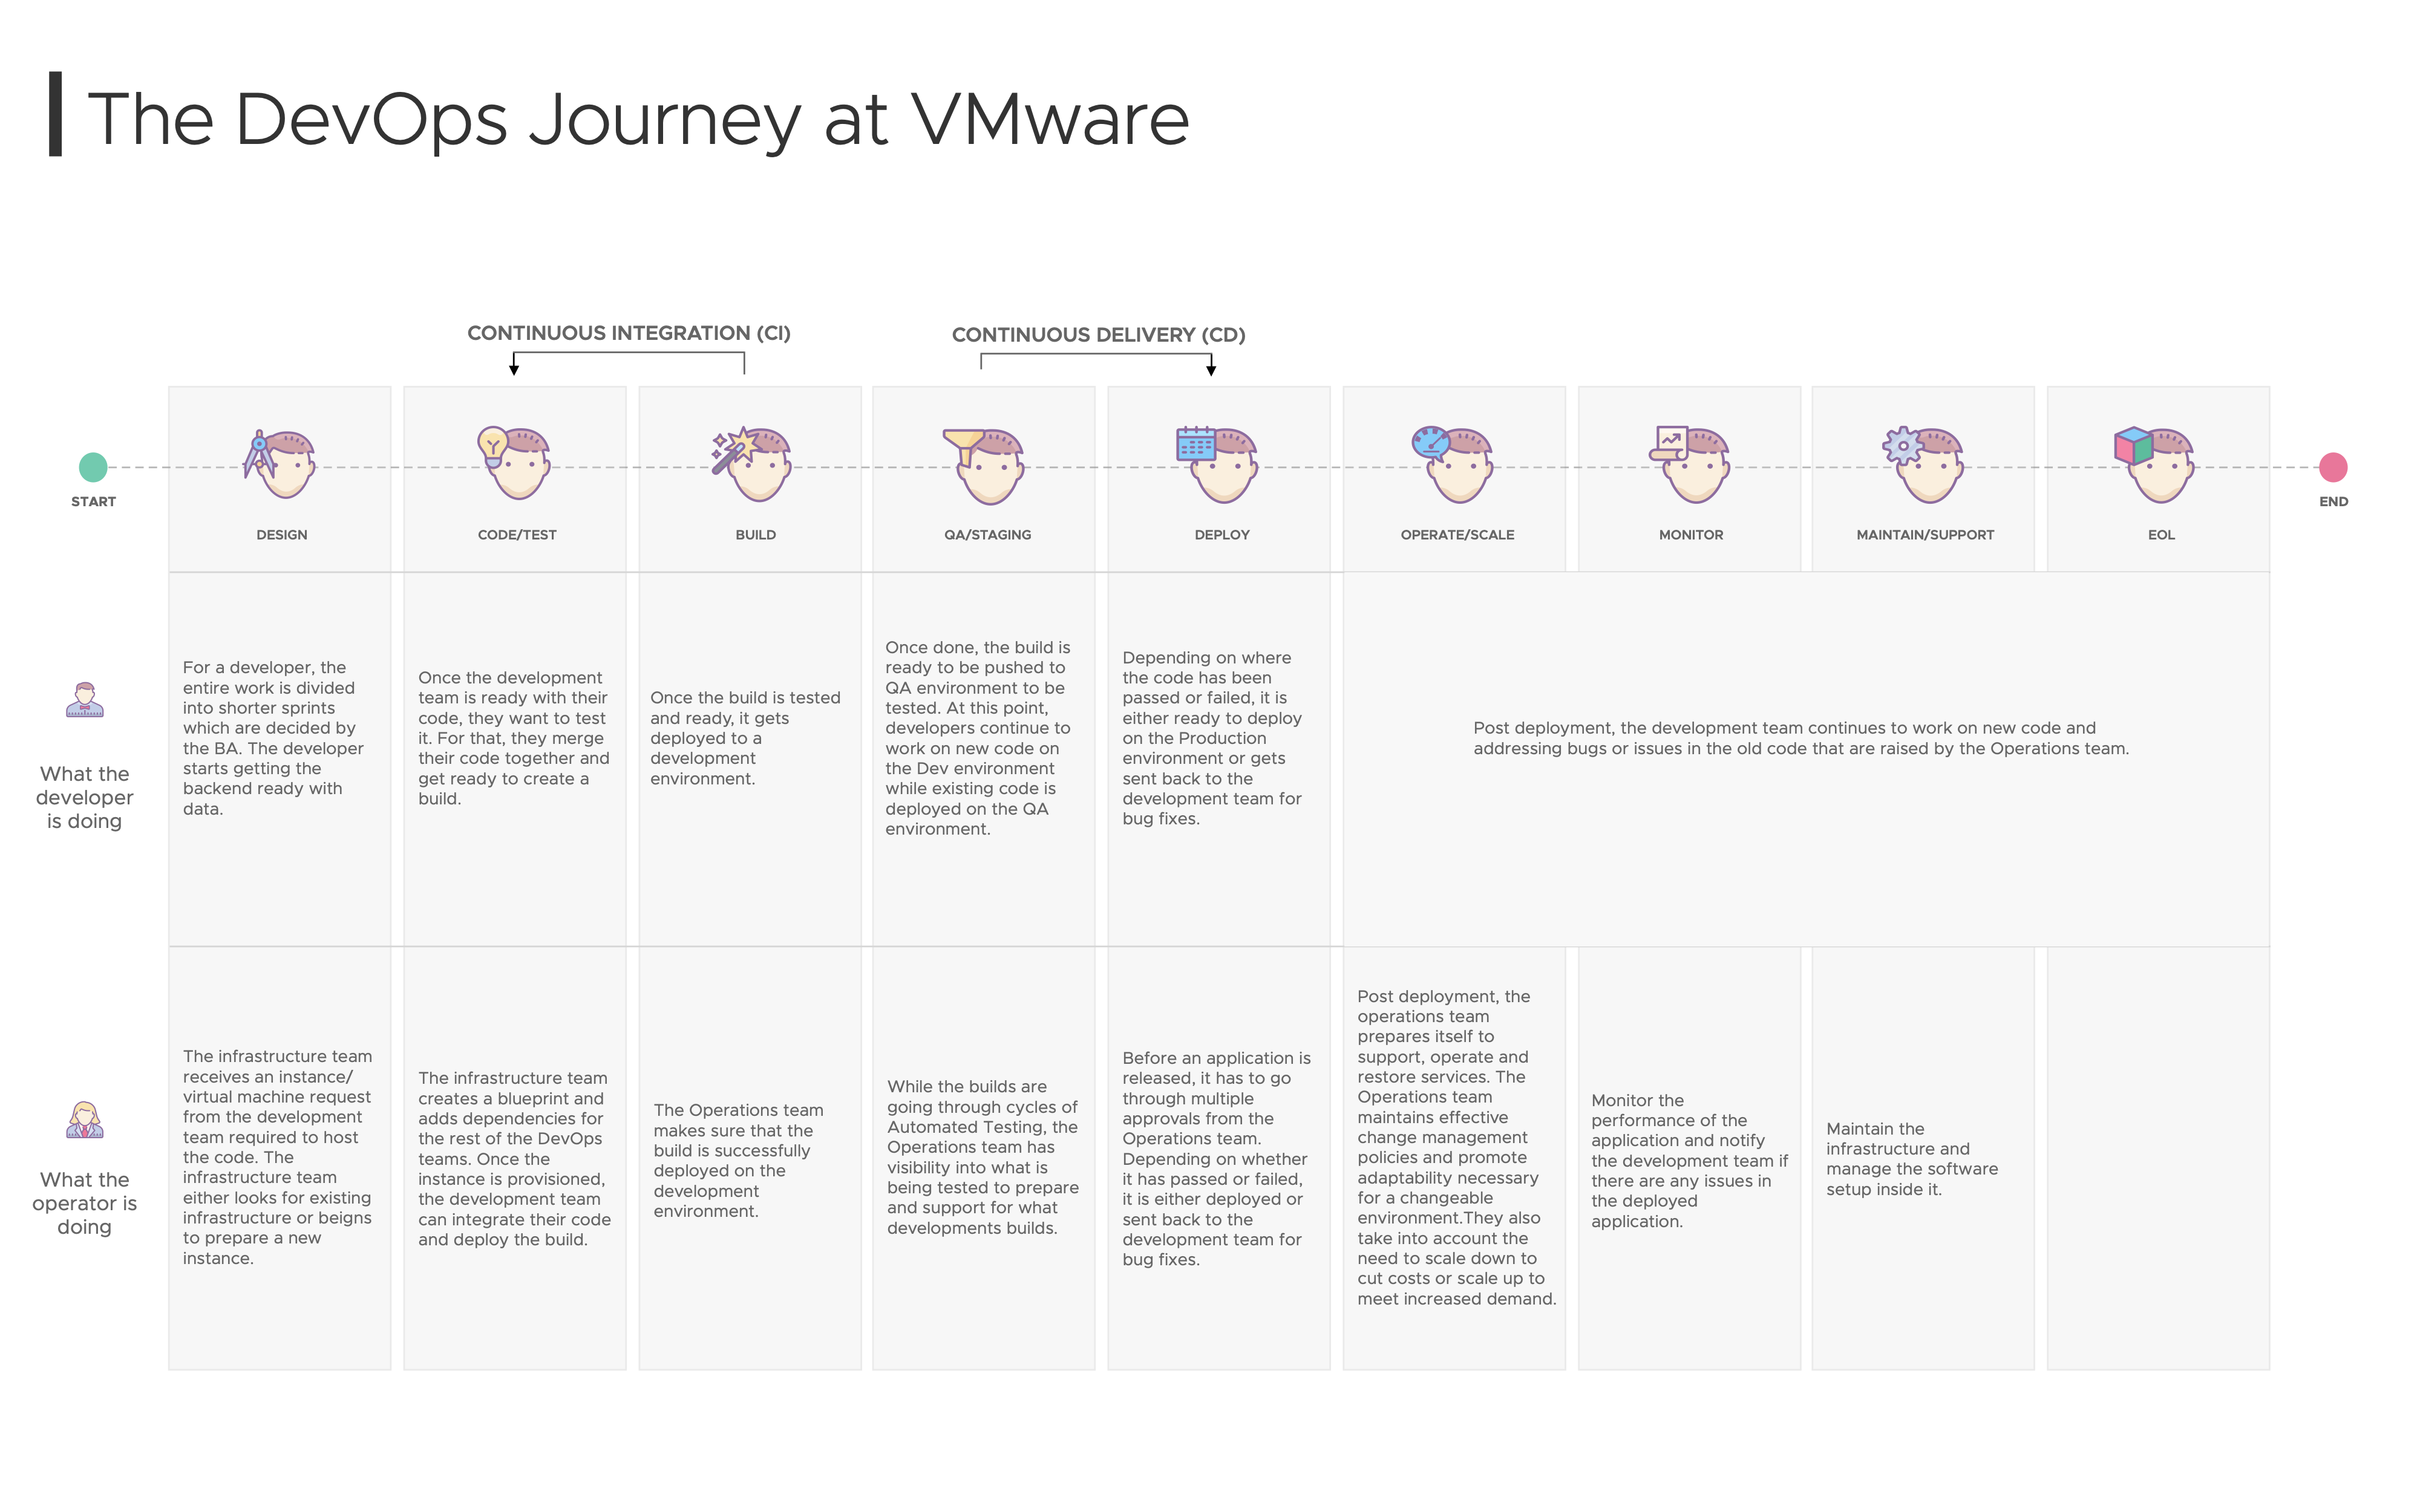 The DevOps Journey at VMware
CONTINUOUS INTEGRATION (CI)
CONTINUOUS DELIVERY (CD)
START
DESIGN
CODE/TEST
BUILD
QA/STAGING
DEPLOY
OPERATE/SCALE
MONITOR
MAINTAIN/SUPPORT
EOL
END
What the
developer
is doing
For a developer, the
entire work is divided
into shorter sprints
which are decided by
the BA. The developer
starts getting the
backend ready with
data.
Once the development
team is ready with their
code, they want to test
it. For that, they merge
their code together and
get ready to create a
build.
Once the build is tested
and ready, it gets
deployed to a
development
environment.
Once done, the build is
ready to be pushed to
QA environment to be
tested. At this point,
developers continue to
work on new code on
the Dev environment
while existing code is
deployed on the QA
environment.
Depending on where
the code has been
passed or failed, it is
either ready to deploy
on the Production
environment or gets
sent back to the
development team for
bug fixes.
Post deployment, the development team continues to work on new code and
addressing bugs or issues in the old code that are raised by the Operations team.
What the
operator is
doing
The infrastructure team
receives an instance/
virtual machine request
from the development
team required to host
the code. The
infrastructure team
either looks for existing
infrastructure or beigns
to prepare a new
instance.
The infrastructure team
creates a blueprint and
adds dependencies for
the rest of the DevOps
teams. Once the
instance is provisioned,
the development team
can integrate their code
and deploy the build.
The Operations team
makes sure that the
build is successfully
deployed on the
development
environment.
While the builds are
going through cycles of
Automated Testing, the
Operations team has
visibility into what is
being tested to prepare
and support for what
developments builds.
Before an application is
released, it has to go
through multiple
approvals from the
Operations team.
Depending on whether
it has passed or failed,
it is either deployed or
sent back to the
development team for
bug fixes.
Post deployment, the
operations team
prepares itself to
support, operate and
restore services. The
Operations team
maintains effective
change management
policies and promote
adaptability necessary
for a changeable
environment.They also
take into account the
need to scale down to
cut costs or scale up to
meet increased demand.
Monitor the
performance of the
application and notify
the development team if
there are any issues in
the deployed
application.
Maintain the
infrastructure and
manage the software
setup inside it.